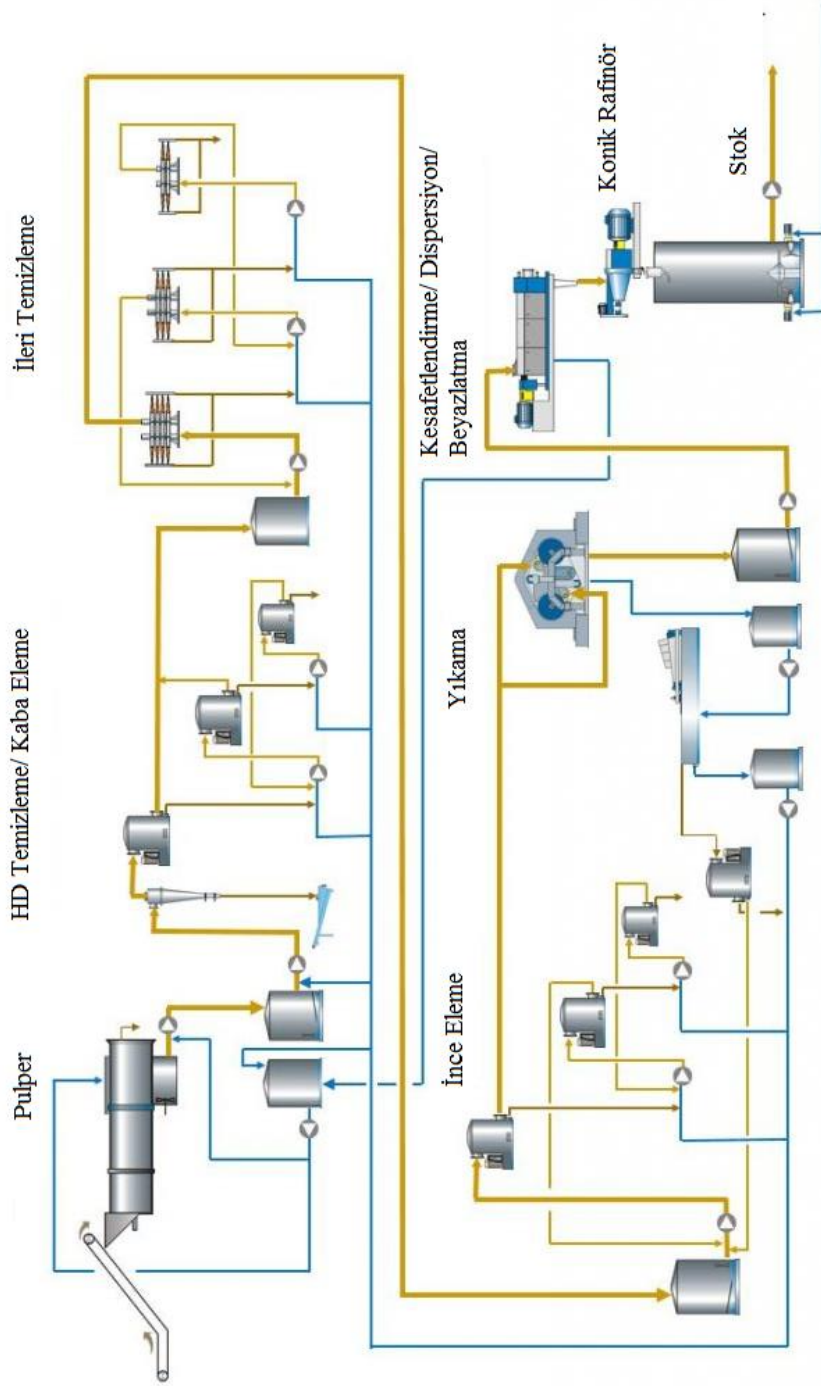 Pulper
HD Temizleme/ Kaba Eleme
İleri Temizleme
İnce Eleme
Yıkama
Kesafetlendirme/ Dispersiyon/
Beyazlatma
Konik Rafinör
Stok